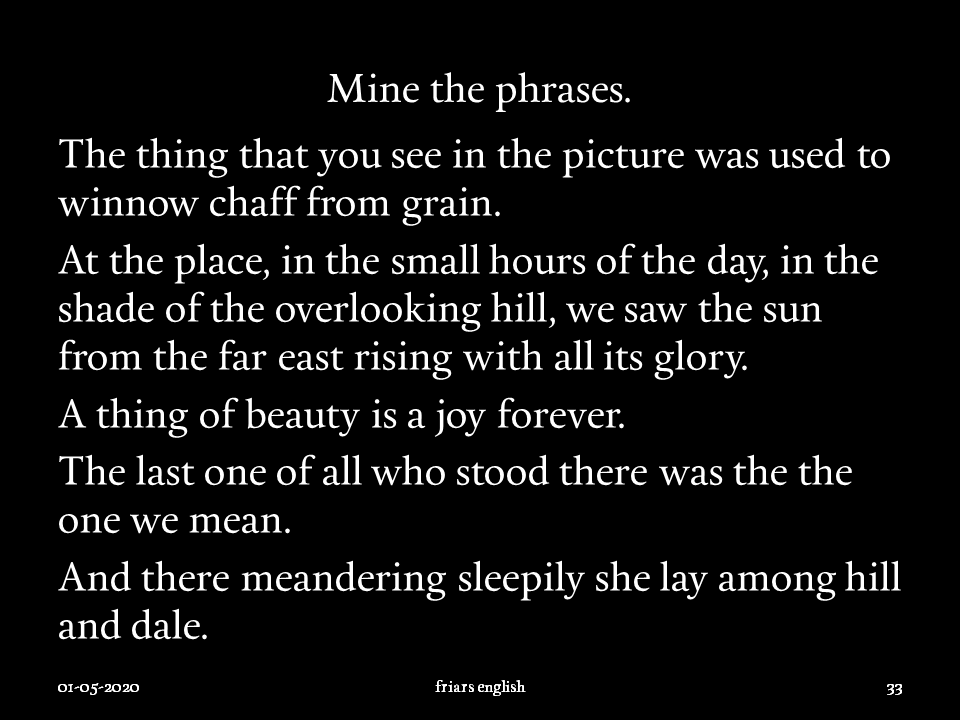 Mine the phrases.
The thing that you see in the picture was used to
winnow chaff from grain.
At the place, in the small hours of the day, in the
shade of the overlooking hill, we saw the sun
from the far east rising with all its glory.
A thing of beauty is a joy forever.
The last one of all who stood there was the the
one we mean.
And there meandering sleepily she lay among hill
and dale.
01-05-2020 friars english 33